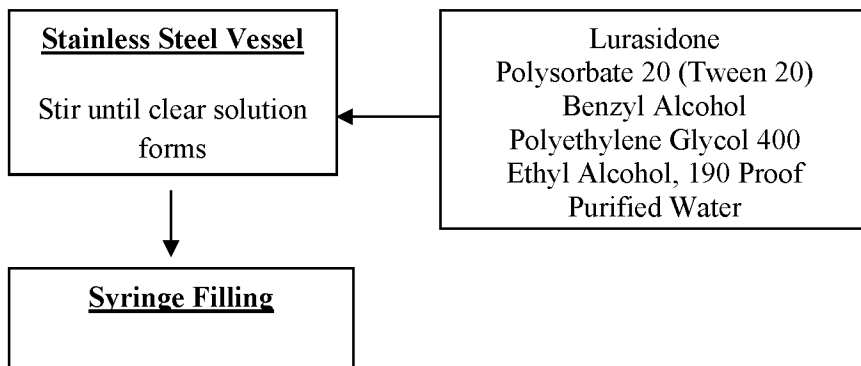 Stainless Steel Vessel
Stir until clear solution
forms
Lurasidone
Polysorbate 20 (Tween 20)
Benzyl Alcohol
Polyethylene Glycol 400
Ethyl Alcohol, 190 Proof
Purified Water
Syringe Filling